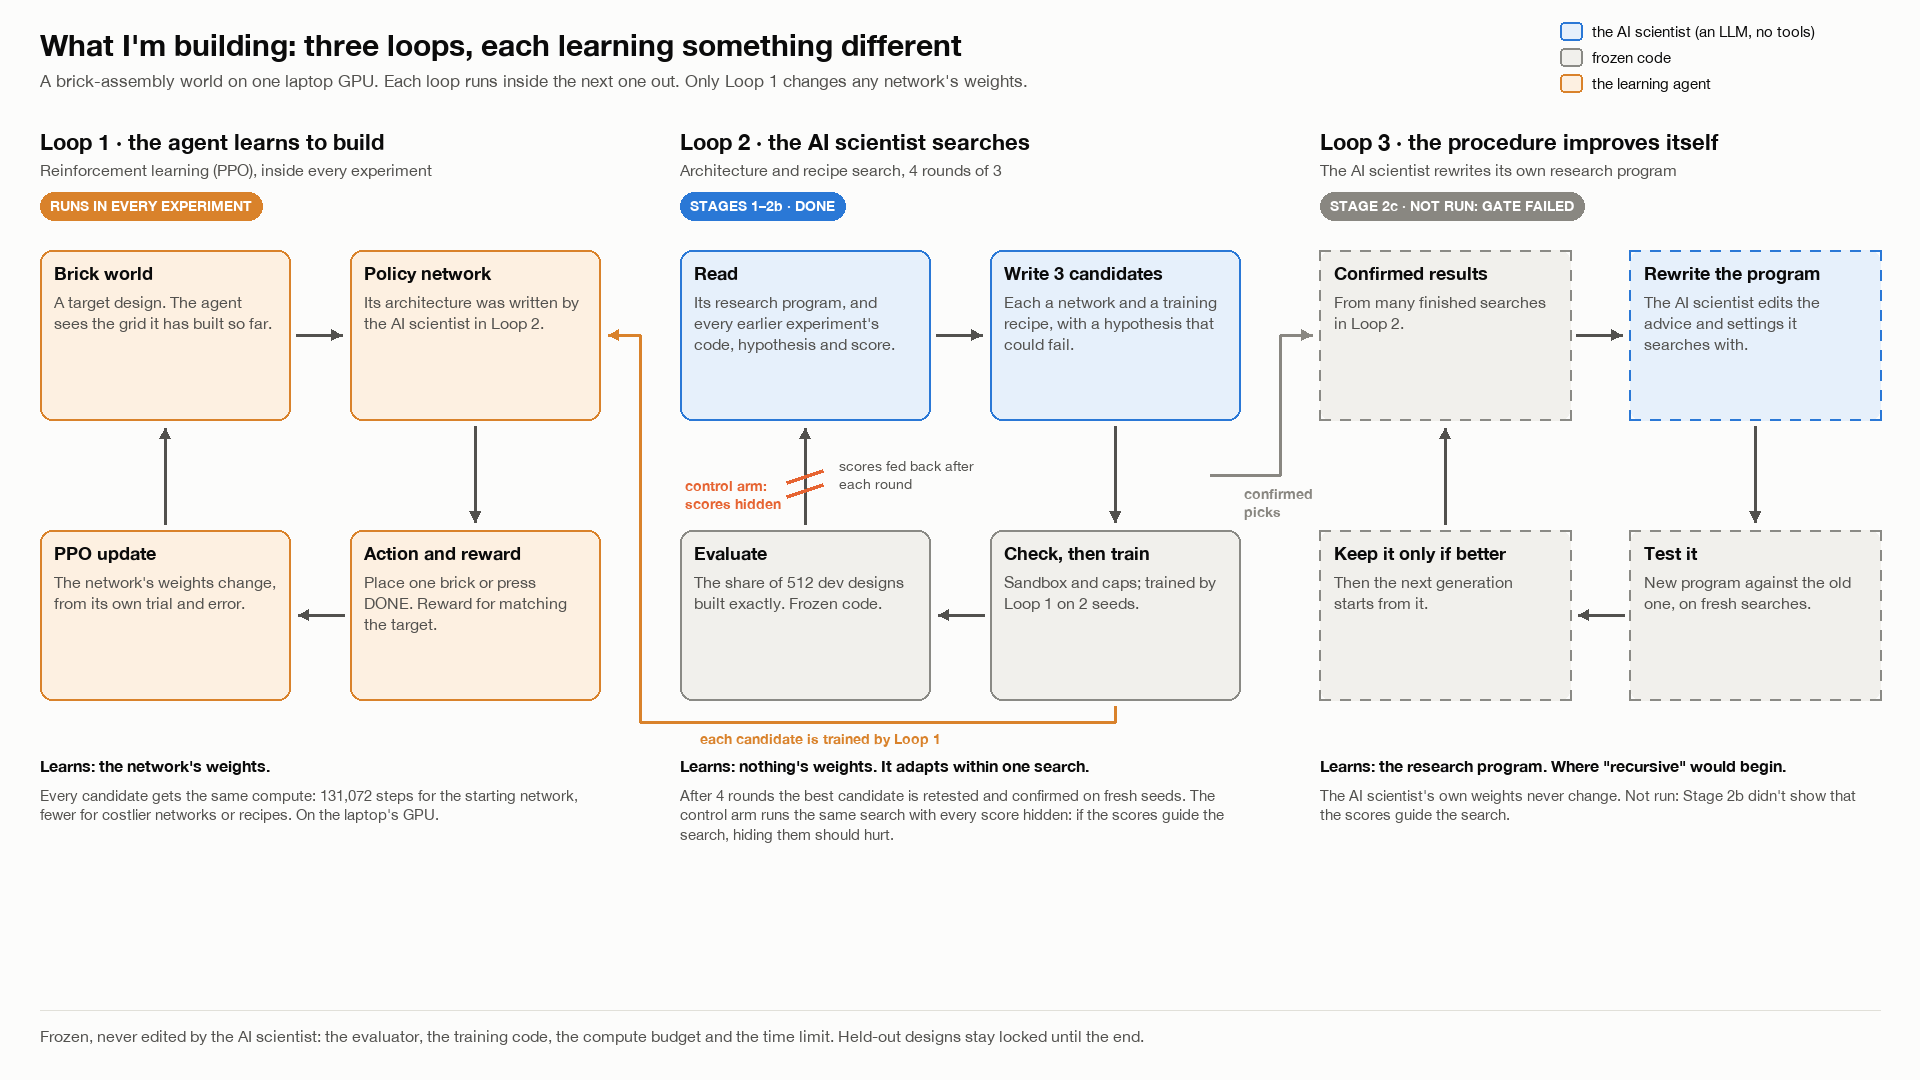 What I'm building: three loops, each learning something different
A brick-assembly world on one laptop GPU. Each loop runs inside the next one out. Only Loop 1 changes any network's weights.
the AI scientist (an LLM, no tools)
frozen code
the learning agent
Loop 1 · the agent learns to build
Reinforcement learning (PPO), inside every experiment
RUNS IN EVERY EXPERIMENT
Brick world
A target design. The agent
sees the grid it has built so far.
Policy network
Its architecture was written by
the AI scientist in Loop 2.
PPO update
The network's weights change,
from its own trial and error.
Action and reward
Place one brick or press
DONE. Reward for matching
the target.
Learns: the network's weights.
Every candidate gets the same compute: 131,072 steps for the starting network,
fewer for costlier networks or recipes. On the laptop's GPU.
Loop 2 · the AI scientist searches
Architecture and recipe search, 4 rounds of 3
STAGES 1–2b · DONE
Read
Its research program, and
every earlier experiment's
code, hypothesis and score.
Write 3 candidates
Each a network and a training
recipe, with a hypothesis that
could fail.
control arm:
scores hidden
scores fed back after
each round
confirmed
picks
Evaluate
The share of 512 dev designs
built exactly. Frozen code.
Check, then train
Sandbox and caps; trained by
Loop 1 on 2 seeds.
each candidate is trained by Loop 1
Learns: nothing's weights. It adapts within one search.
After 4 rounds the best candidate is retested and confirmed on fresh seeds. The
control arm runs the same search with every score hidden: if the scores guide the
search, hiding them should hurt.
Loop 3 · the procedure improves itself
The AI scientist rewrites its own research program
STAGE 2c · NOT RUN: GATE FAILED
Confirmed results
From many finished searches
in Loop 2.
Rewrite the program
The AI scientist edits the
advice and settings it
searches with.
Keep it only if better
Then the next generation
starts from it.
Test it
New program against the old
one, on fresh searches.
Learns: the research program. Where "recursive" would begin.
The AI scientist's own weights never change. Not run: Stage 2b didn't show that
the scores guide the search.
Frozen, never edited by the AI scientist: the evaluator, the training code, the compute budget and the time limit. Held-out designs stay locked until the end.